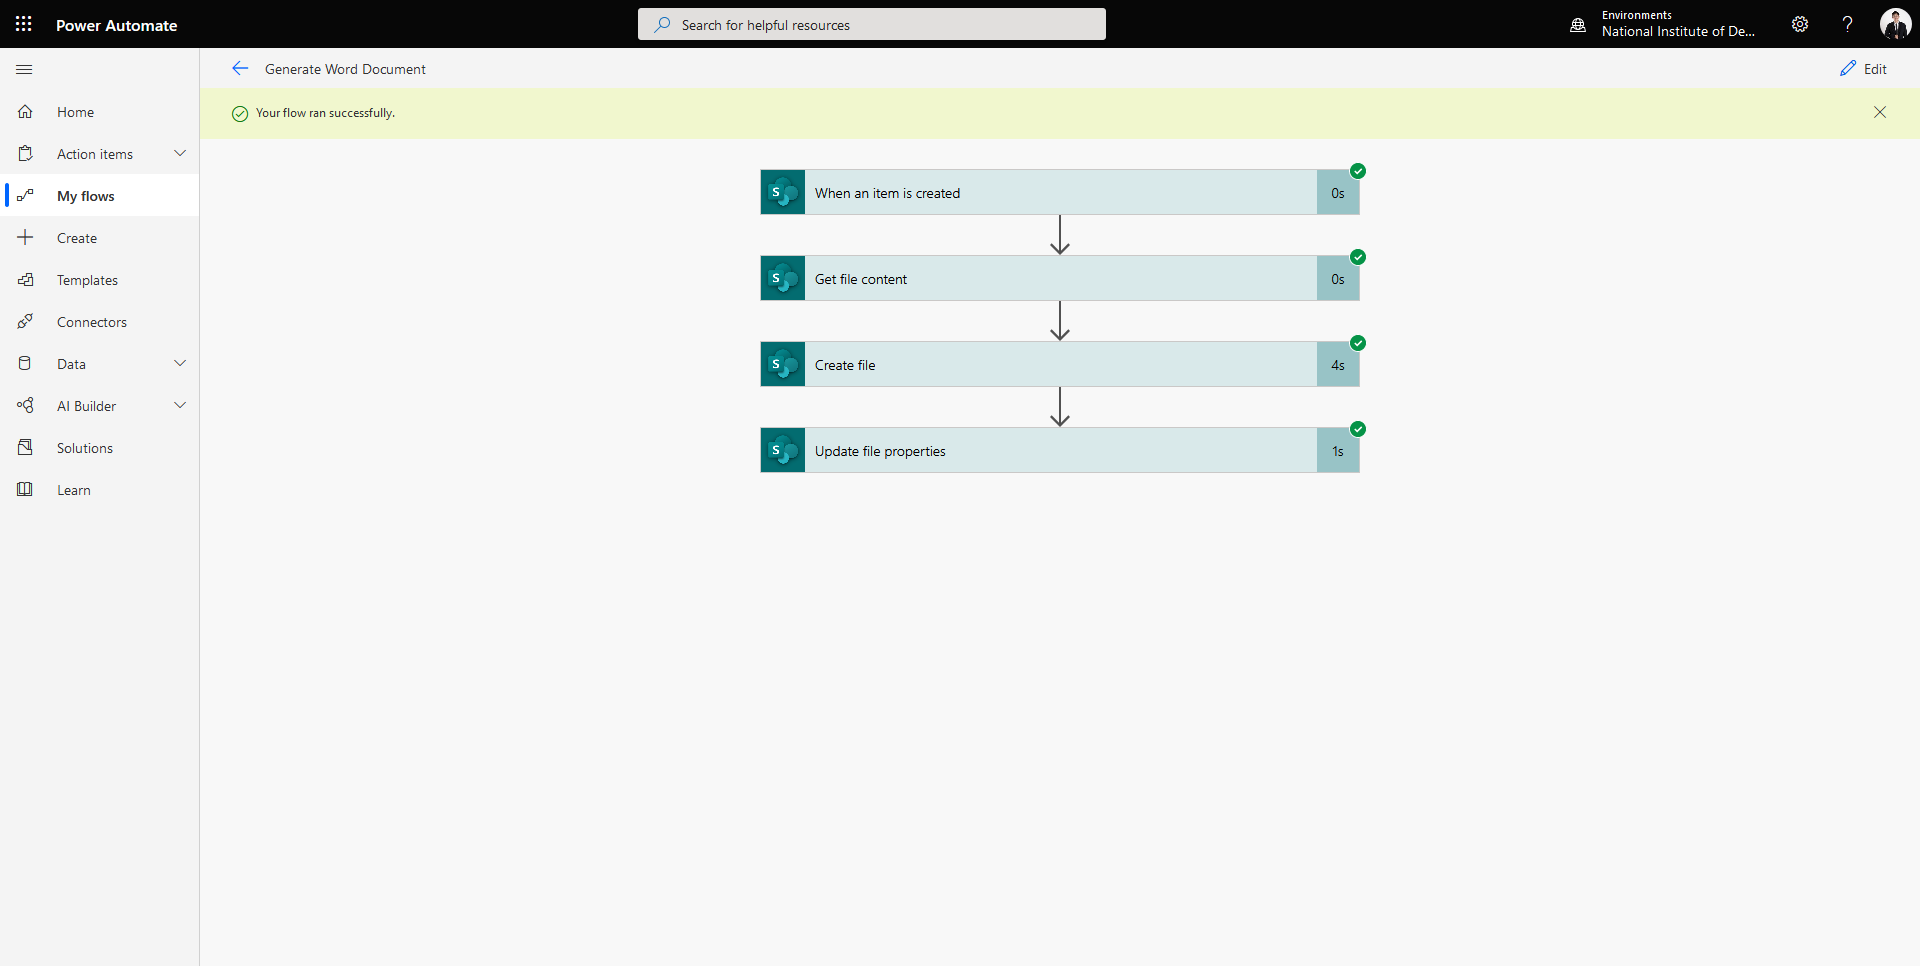 Power Automate
Search for helpful resources
Environments
National Institute of De...
?
Generate Word Document
Edit
Your flow ran successfully.
Home
Action items
My flows
Create
Templates
Connectors
Data
AI Builder
Solutions
Learn
S
When an item is created
0s
S
Get file content
0s
S
Create file
4s
S
Update file properties
1s